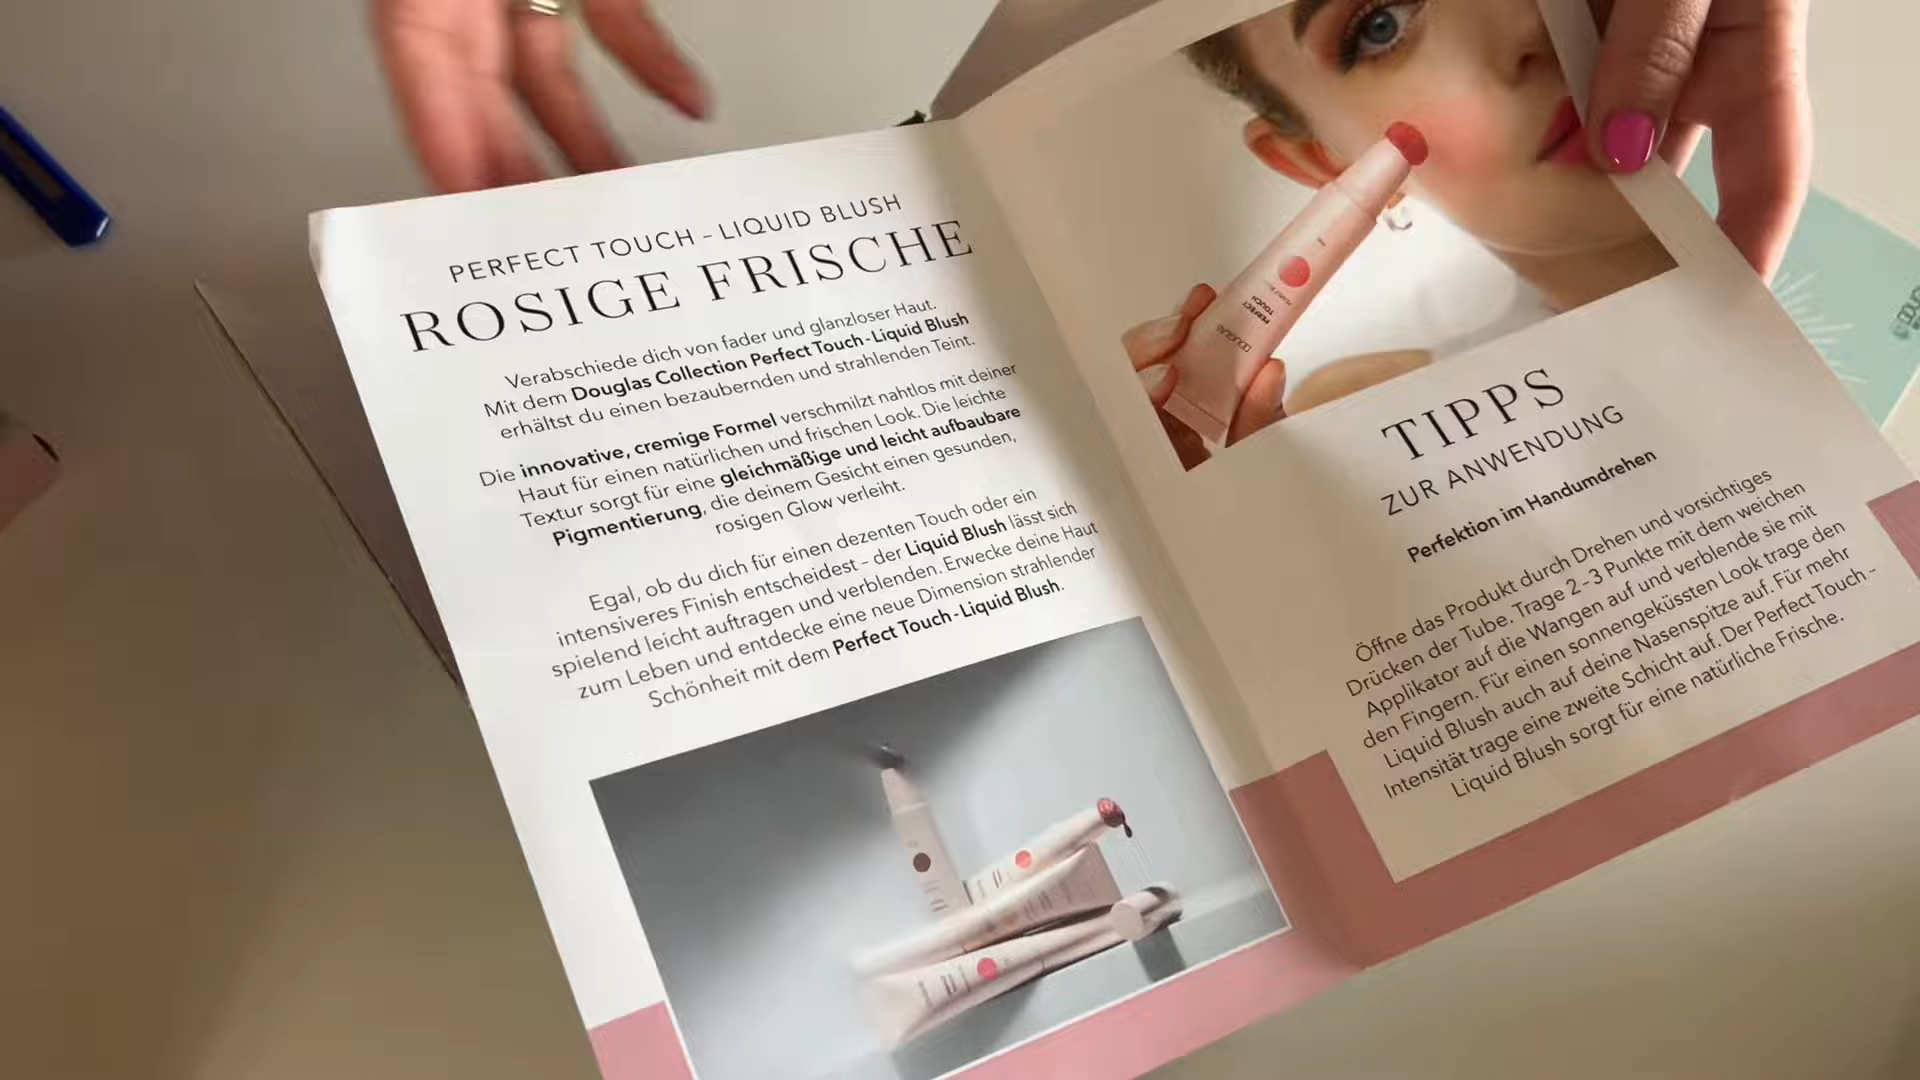 PERFECT TOUCH – LIQUID BLUSH
ROSIGE FRISCHE
Verabschiede dich von fader und glanzloser Haut.
Mit dem Douglas Collection Perfect Touch - Liquid Blush
erhältst du einen bezaubernden und strahlenden Teint.
Die innovative, cremige Formel verschmilzt nahtlos mit deiner
Haut für einen natürlichen und frischen Look. Die leichte
Textur sorgt für eine gleichmäßige und leicht aufbaubare
Pigmentierung, die deinem Gesicht einen gesunden,
rosigen Glow verleiht.
Egal, ob du dich für einen dezenten Touch oder ein
intensiveres Finish entscheidest – der Liquid Blush lässt sich
spielend leicht auftragen und verblenden. Erwecke deine Haut
zum Leben und entdecke eine neue Dimension strahlender
Schönheit mit dem Perfect Touch - Liquid Blush.
DOUGLAS
PERFECT
TOUCH
TIPPS
ZUR ANWENDUNG
Perfektion im Handumdrehen
Öffne das Produkt durch Drehen und vorsichtiges
Drücken der Tube. Trage 2 – 3 Punkte mit dem weichen
Applikator auf die Wangen auf und verblende sie mit
den Fingern. Für einen sonnengeküssten Look trage den
Liquid Blush auch auf deine Nasenspitze auf. Für mehr
Intensität trage eine zweite Schicht auf. Der Perfect Touch –
Liquid Blush sorgt für eine natürliche Frische.